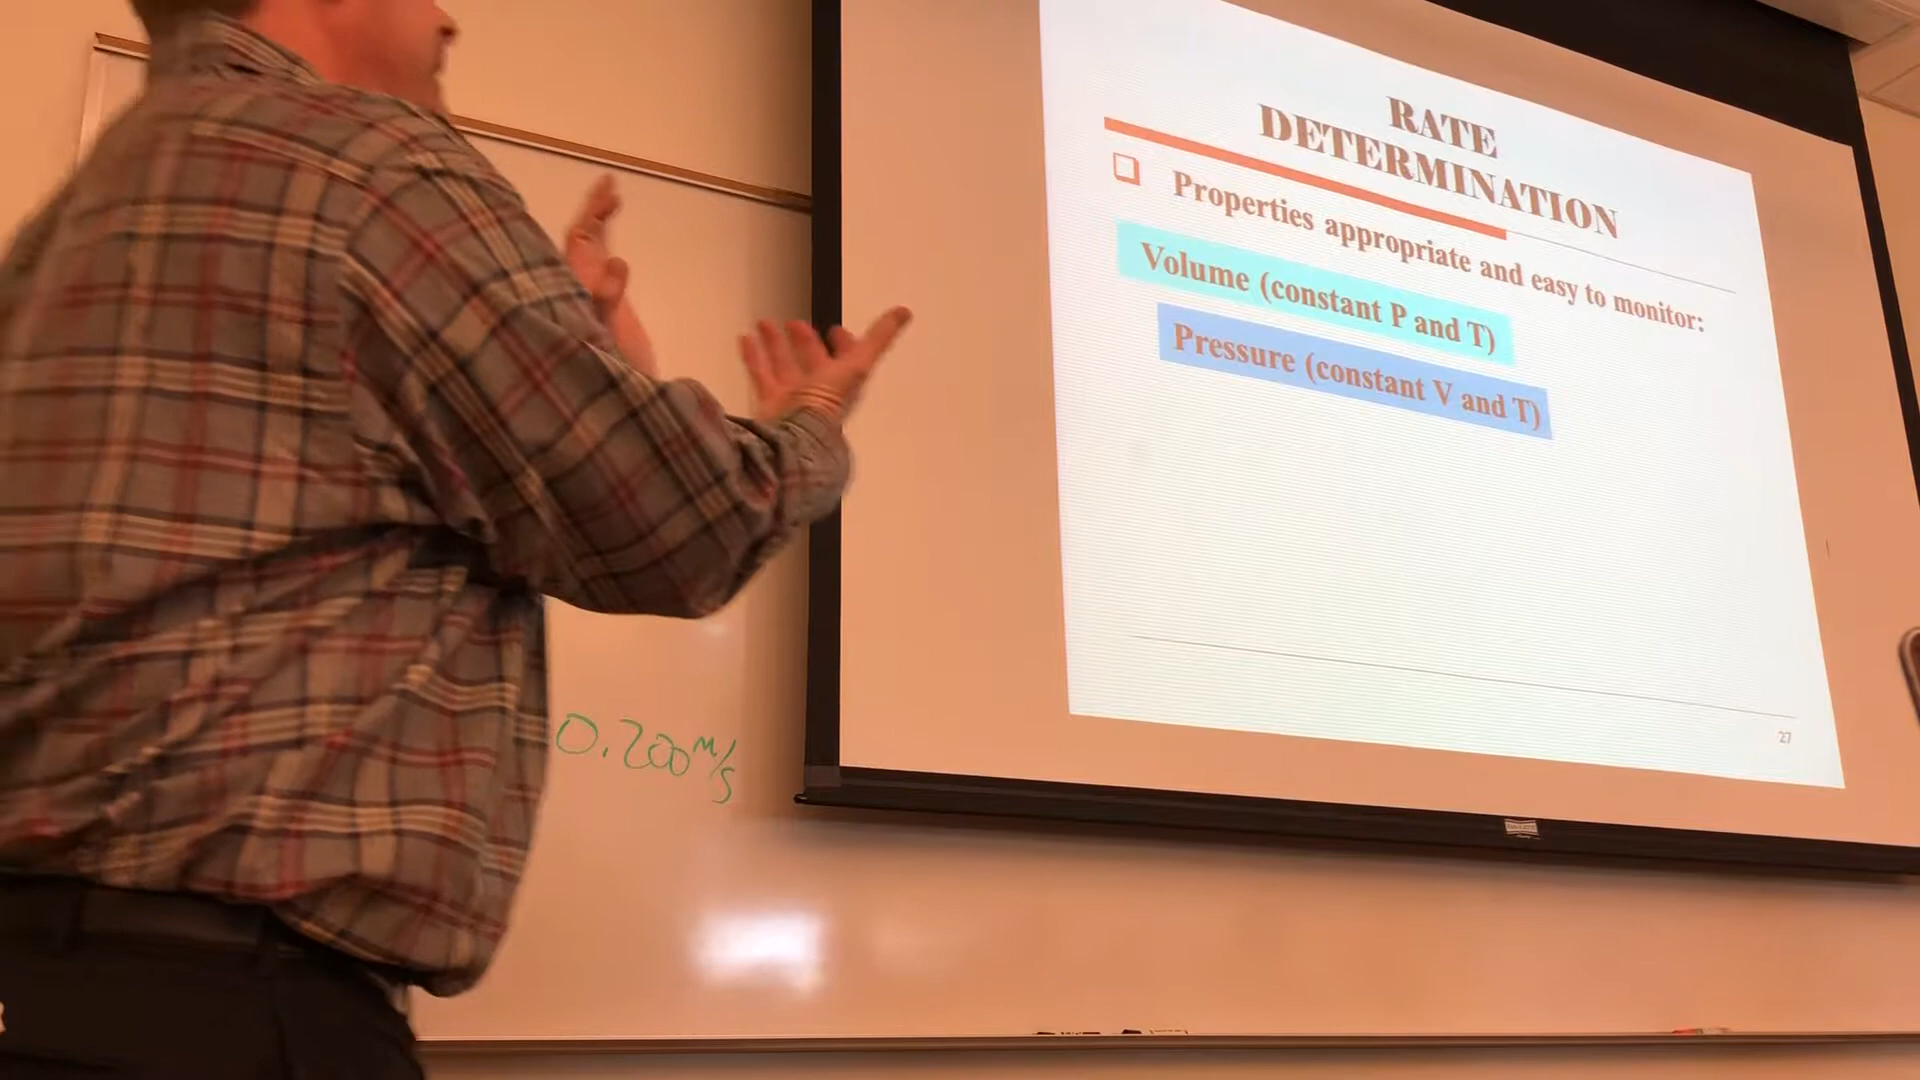 RATE
DETERMINATION
❑ Properties appropriate and easy to monitor:
Volume (constant P and T)
Pressure (constant V and T)
27
0.200 M/s